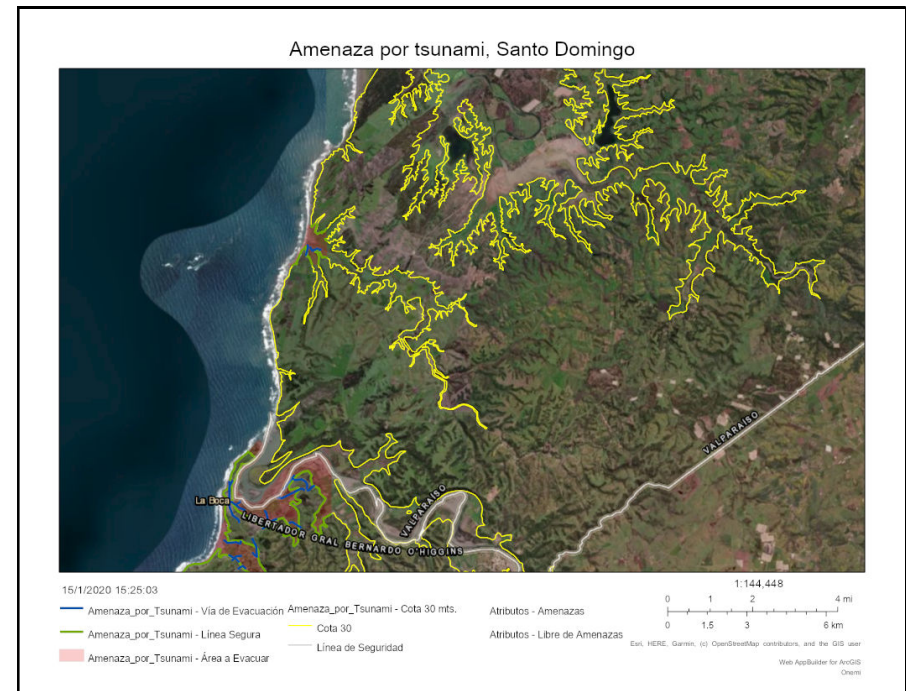 Amenaza por tsunami, Santo Domingo
VALPARAÍSO
La Boca
VALPARAÍSO
LIBERTADOR GRAL BERNARDO O'HIGGINS
15/1/2020 15:25:03
Amenaza_por_Tsunami - Vía de Evacuación
Amenaza_por_Tsunami - Línea Segura
Amenaza_por_Tsunami - Área a Evacuar
Amenaza_por_Tsunami - Cota 30 mts.
Cota 30
Línea de Seguridad
Atributos - Amenazas
Atributos - Libre de Amenazas
1:144,448
0 1 2 4 mi
0 1,5 3 6 km
Esri, HERE, Garmin, (c) OpenStreetMap contributors, and the GIS user
Web AppBuilder for ArcGIS
Onemi